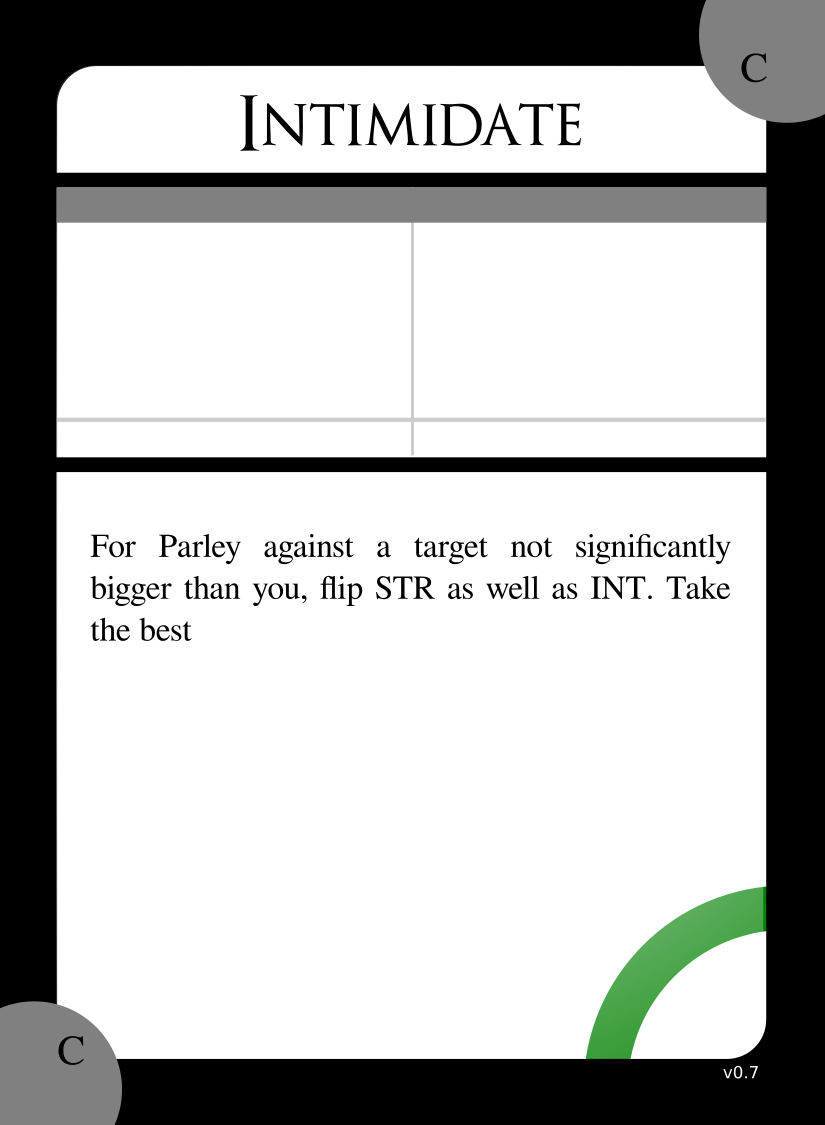 C
INTIMIDATE
For Parley against a target not significantly
bigger than you, flip STR as well as INT. Take
the best
C
v0.7